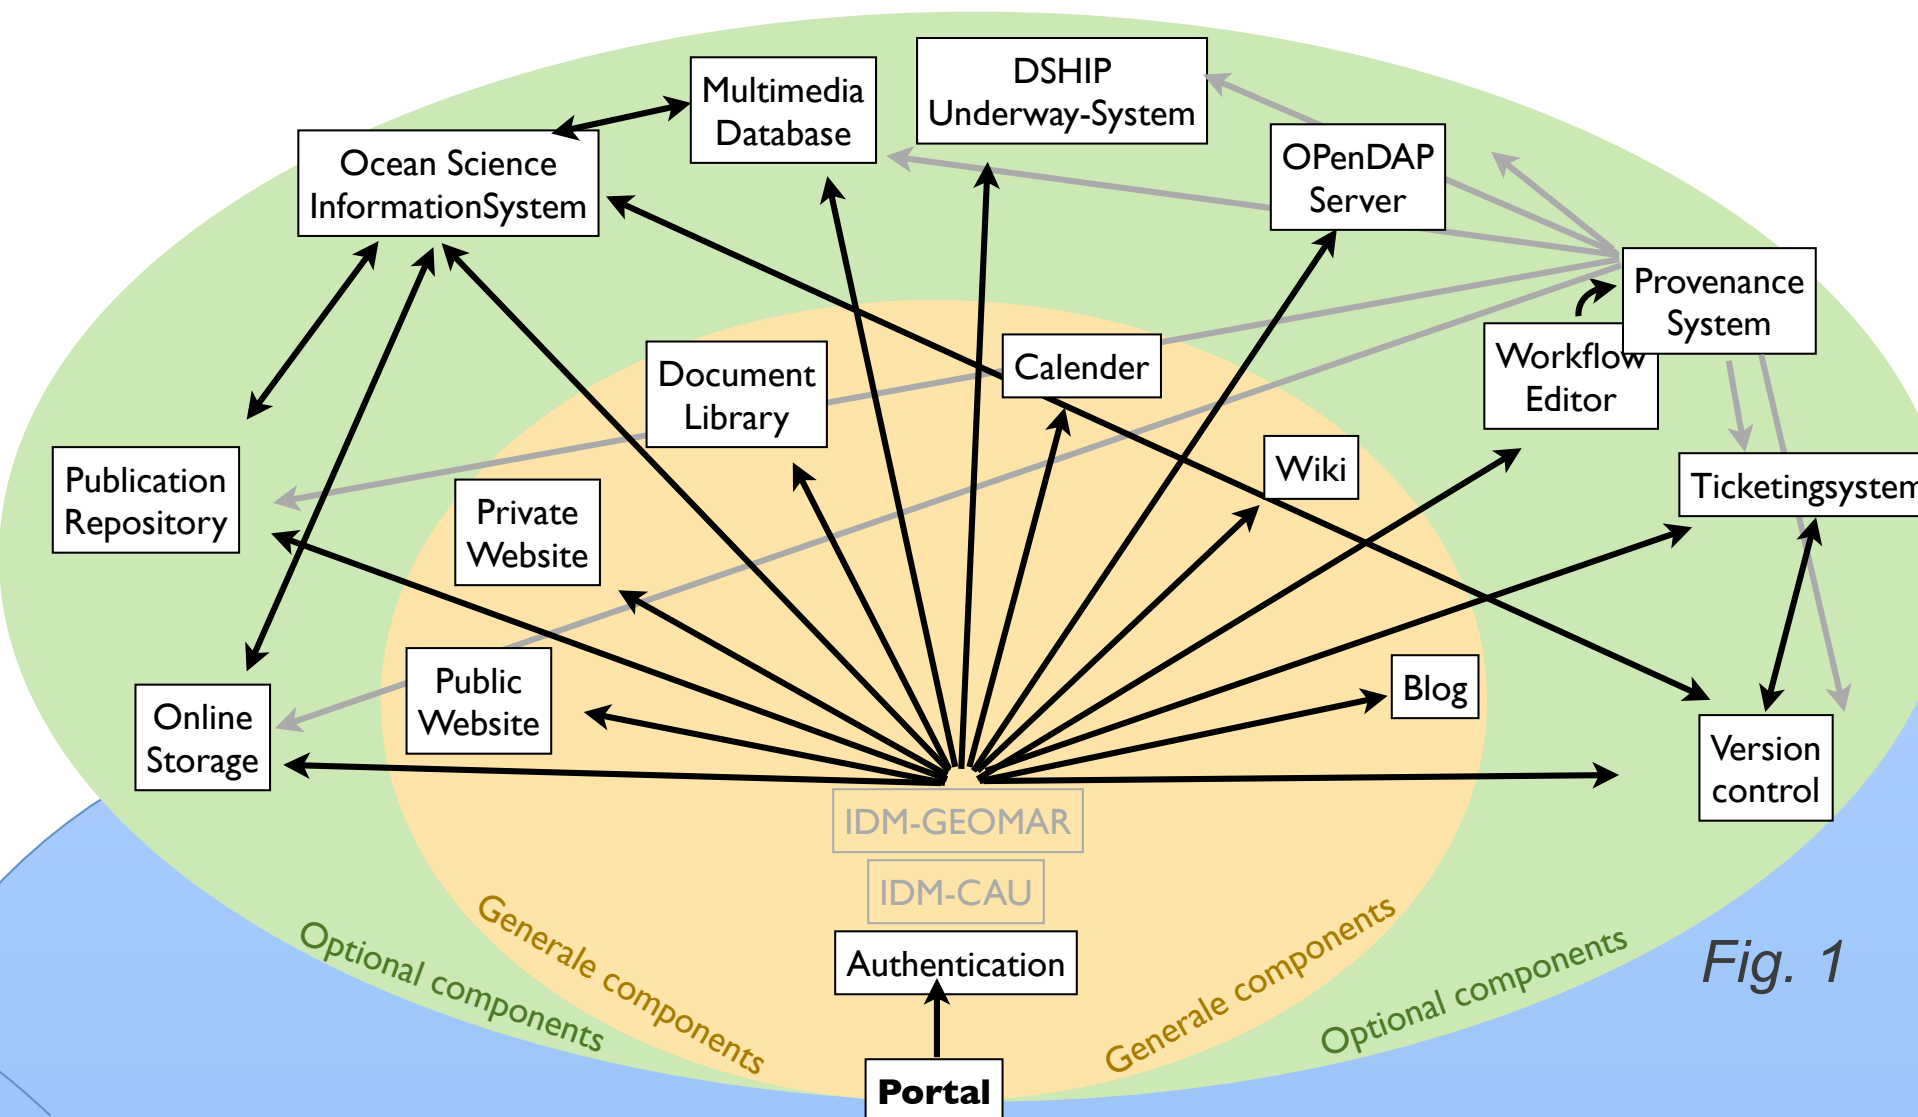 Multimedia
Database
DSHIP
Underway-System
Ocean Science
InformationSystem
OPenDAP
Server
Provenance
System
Workflow
Editor
Document
Library
Calender
Wiki
Publication
Repository
Private
Website
Ticketingsystem
Public
Website
Blog
Online
Storage
Version
control
IDM-GEOMAR
IDM-CAU
Authentication
Portal
Optional components
Generale components
Generale components
Optional components
Fig. 1